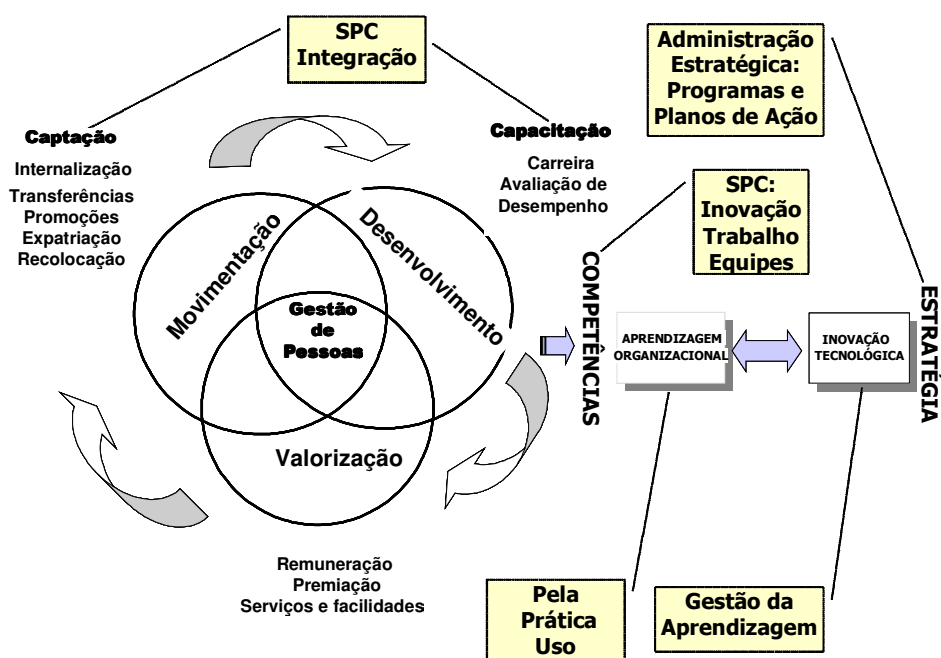 SPC
Integração
Administração
Estratégica:
Programas e
Planos de Ação
Captação
Internalização
Transferências
Promoções
Expatriação
Recolocação
Capacitação
Carreira
Avaliação de
Desempenho
SPC:
Inovação
Trabalho
Equipes
Movimentação
Desenvolvimento
Gestão
de
Pessoas
Valorização
COMPETÊNCIAS
APRENDIZAGEM
ORGANIZACIONAL
INOVAÇÃO
TECNOLÓGICA
ESTRATÉGIA
Remuneração
Premiação
Serviços e facilidades
Pela
Prática
Uso
Gestão da
Aprendizagem